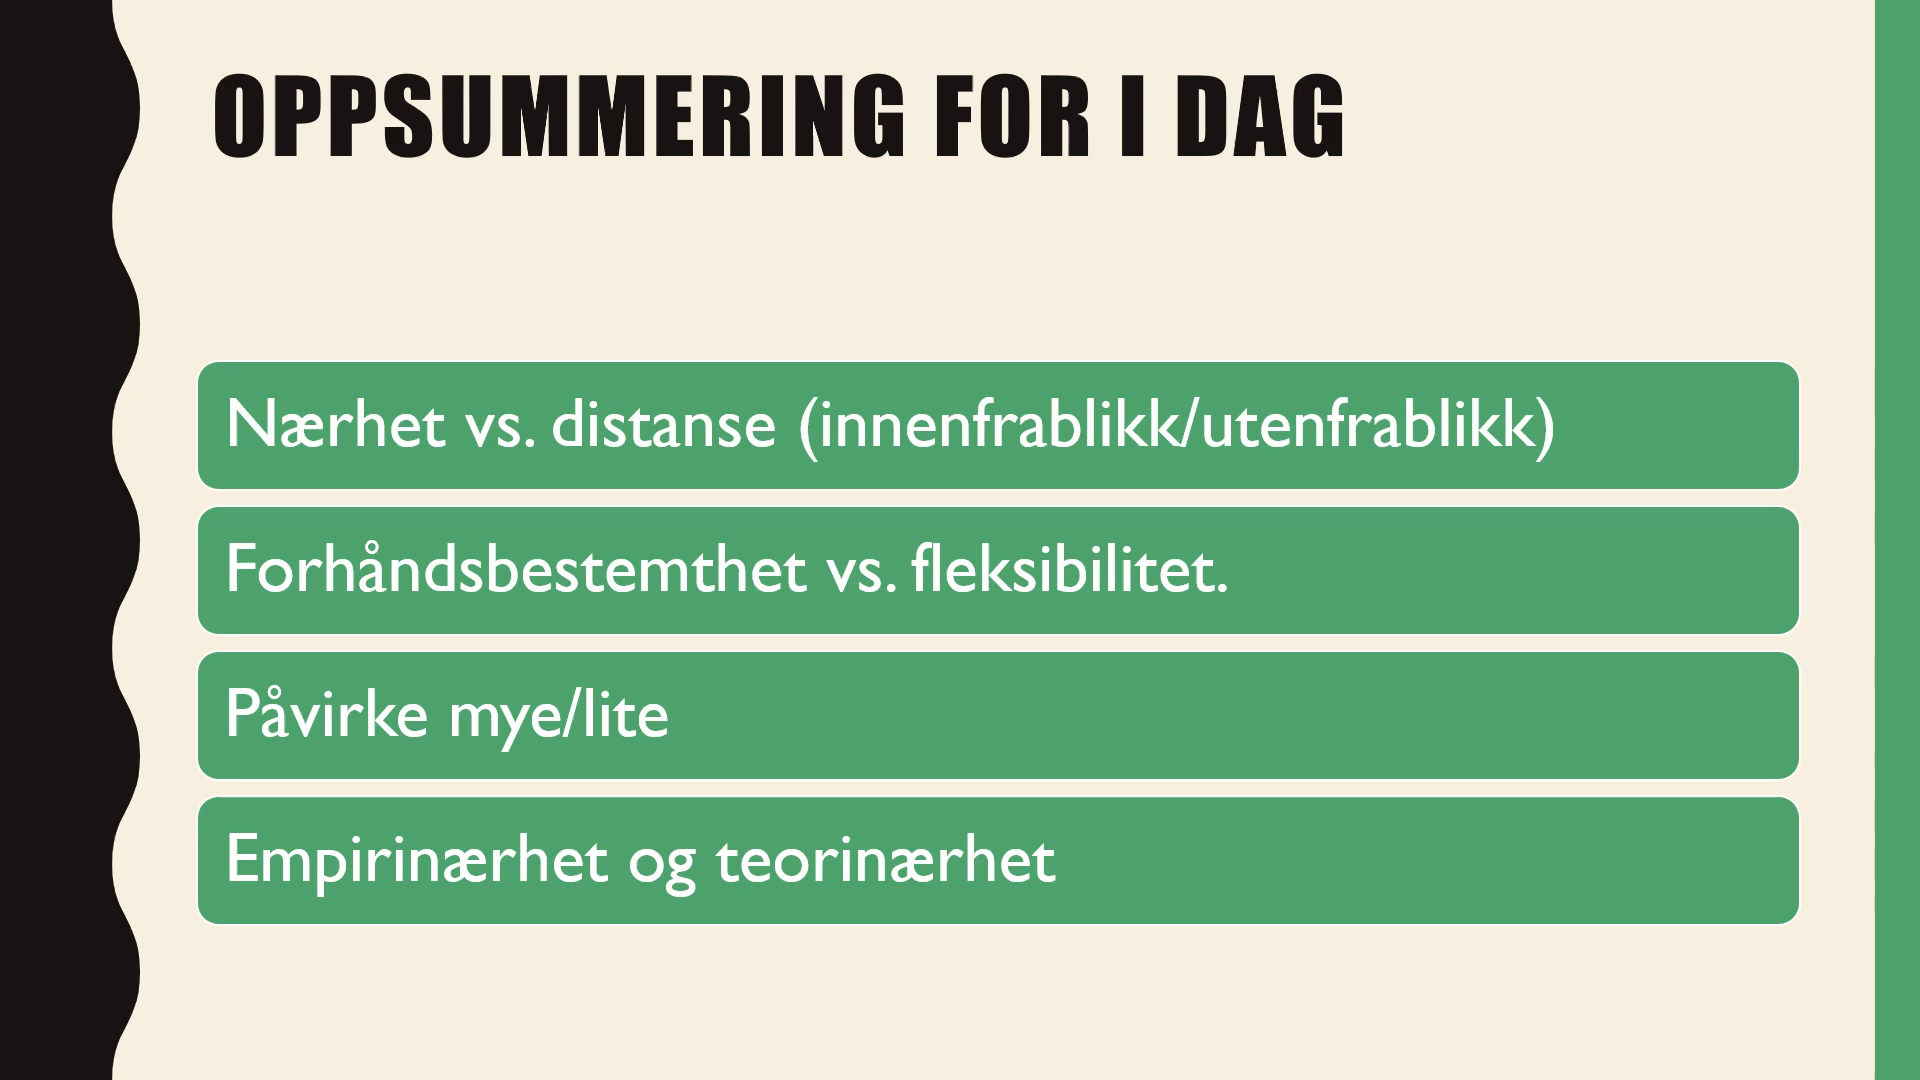 OPPSUMMERING FOR I DAG
Nærhet vs. distanse (innenfrablikk/utenfrablikk)
Forhåndsbestemthet vs. fleksibilitet.
Påvirke mye/lite
Empirinærhet og teorinærhet